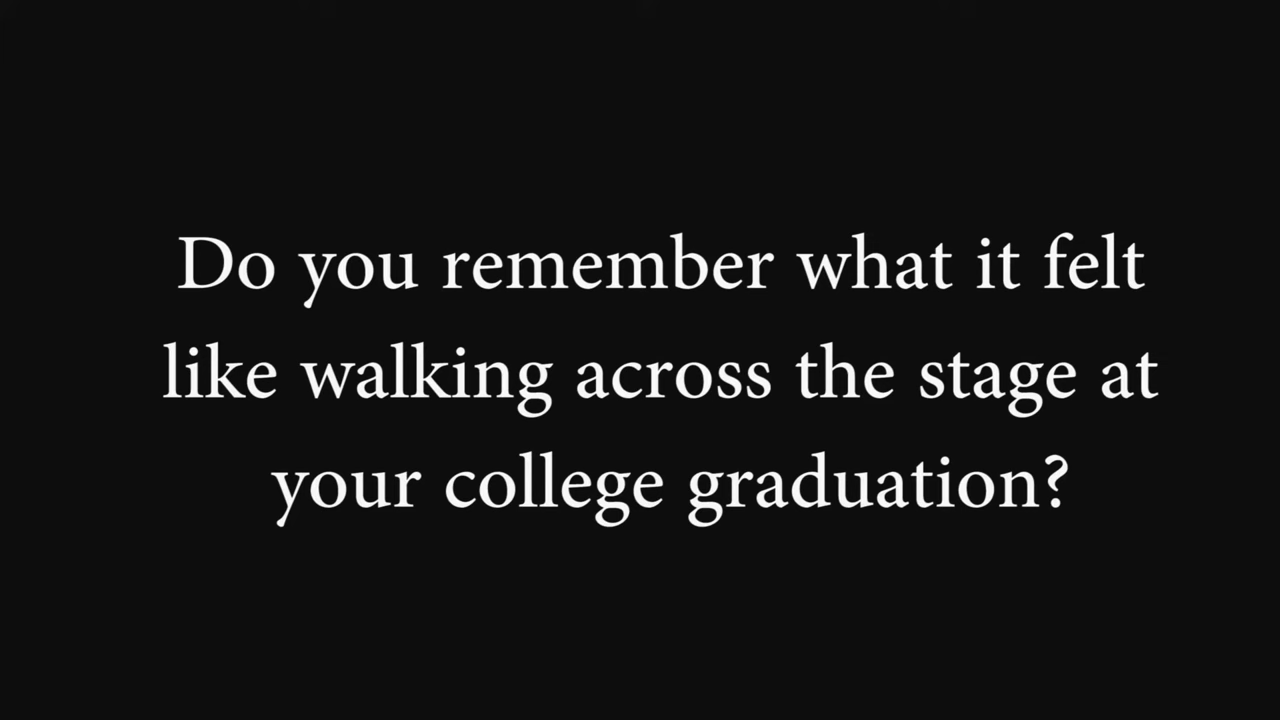 Do you remember what it felt
like walking across the stage at
your college graduation?